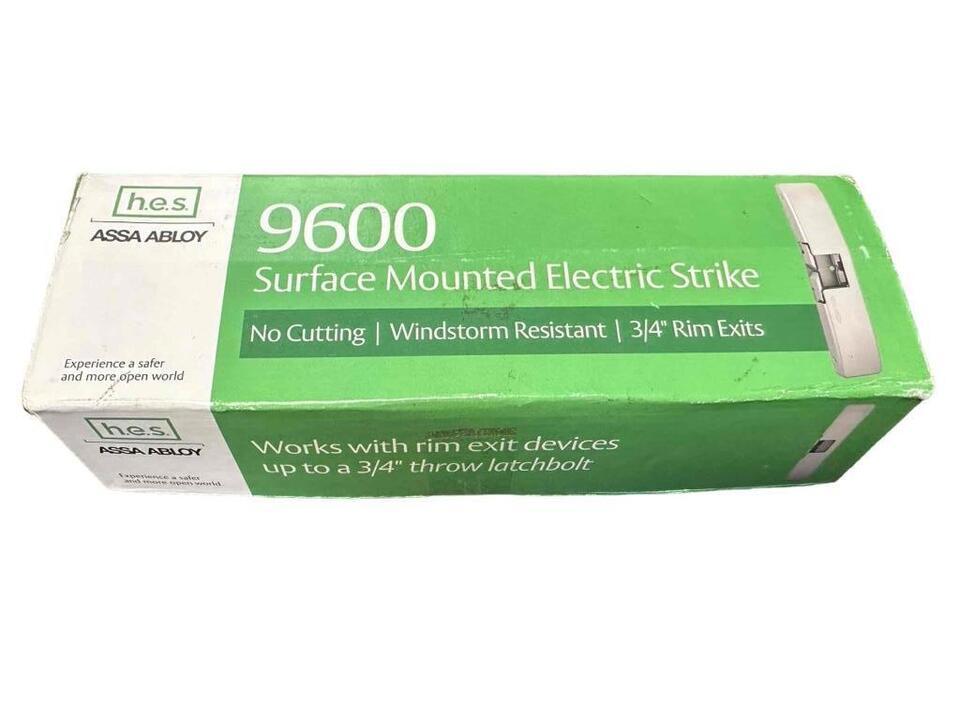 h.e.s.
ASSA ABLOY
9600
Surface Mounted Electric Strike
No Cutting | Windstorm Resistant | 3/4" Rim Exits
Experience a safer
and more open world
h.e.s.
ASSA ABLOY
Experience a safer
and more open world
Works with rim exit devices
up to a 3/4" throw latchbolt